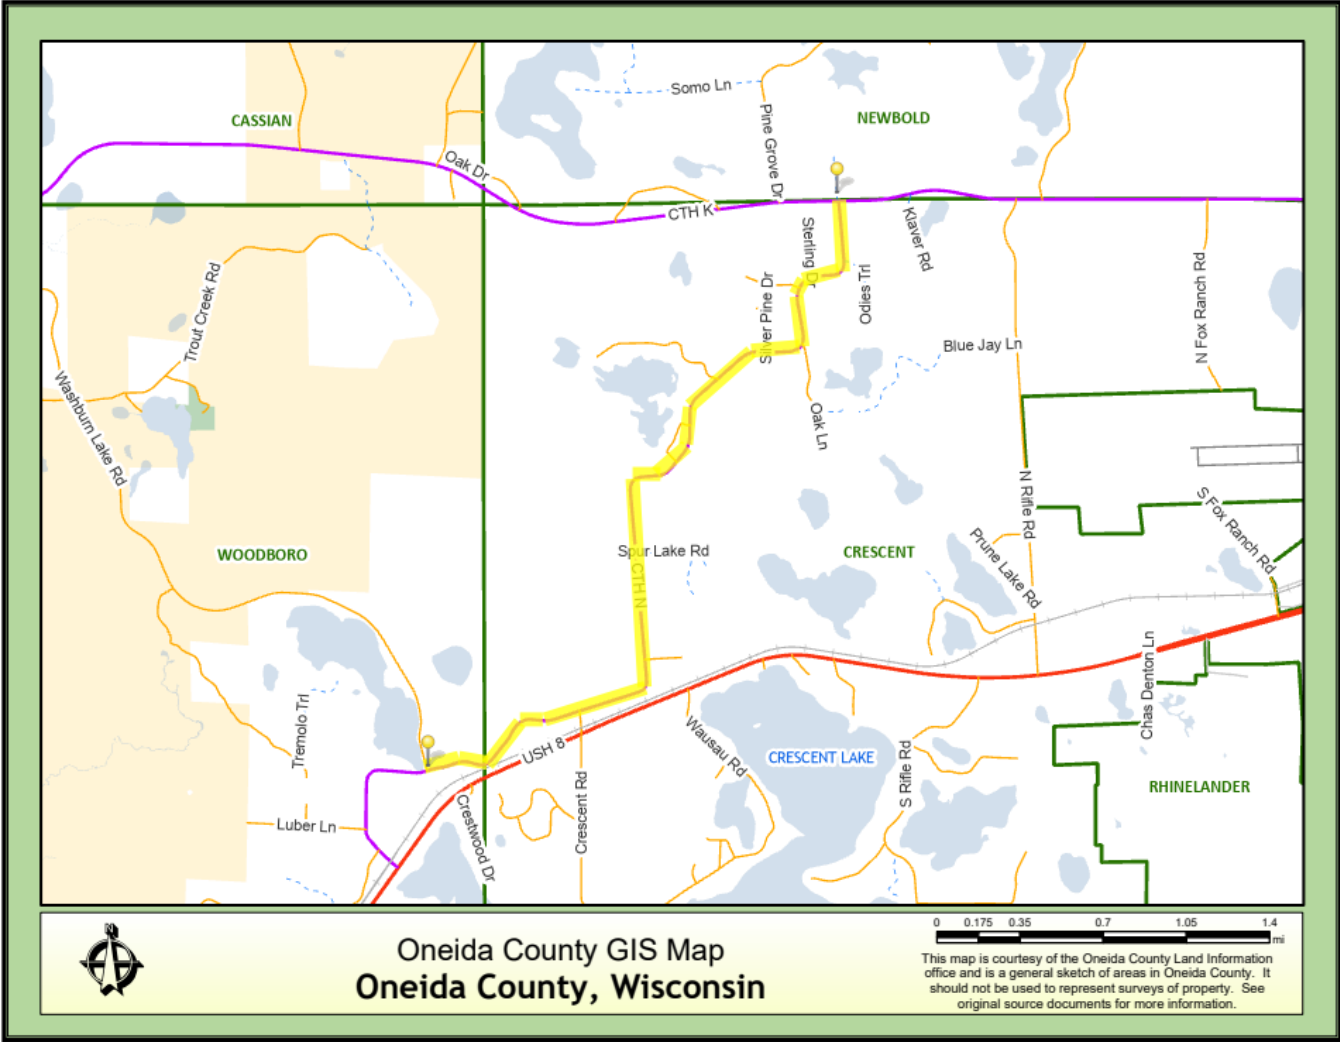 Somo Ln
CASSIAN
Pine Grove Dr
NEWBOLD
Oak Dr
CTH K
Sterling Dr
Klaver Rd
Trout Creek Rd
Silver Pine Dr
Odies Trl
N Fox Ranch Rd
Blue Jay Ln
Washburn Lake Rd
Oak Ln
N Rifle Rd
S Fox Ranch Rd
WOODBORO
Spur Lake Rd
CTH N
CRESCENT
Prune Lake Rd
Chas Denton Ln
Tremolo Trl
USH 8
Wausau Rd
CRESCENT LAKE
S Rifle Rd
RHINELANDER
Luber Ln
Crestwood Dr
Crescent Rd
N
Oneida County GIS Map
Oneida County, Wisconsin
0 0.175 0.35 0.7 1.05 1.4
mi
This map is courtesy of the Oneida County Land Information
office and is a general sketch of areas in Oneida County. It
should not be used to represent surveys of property. See
original source documents for more information.